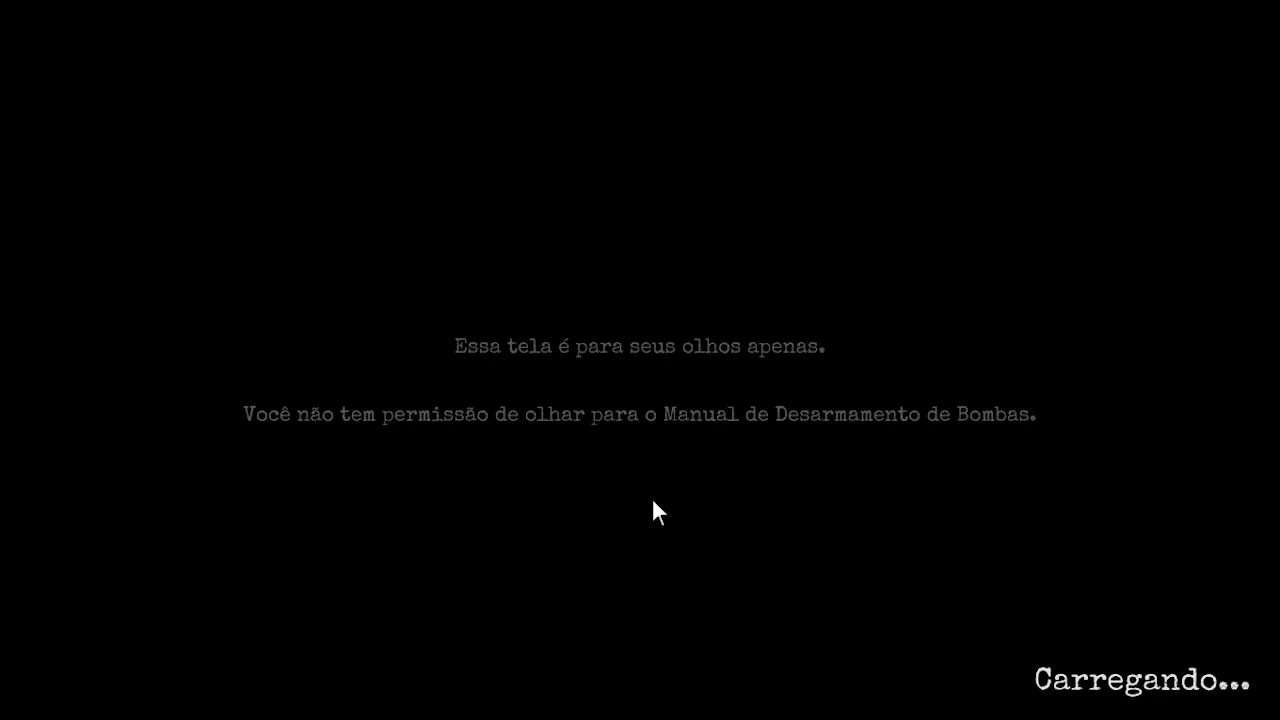 Essa tela é para seus olhos apenas.
Você não tem permissão de olhar para o Manual de Desarmamento de Bombas.
Carregando...